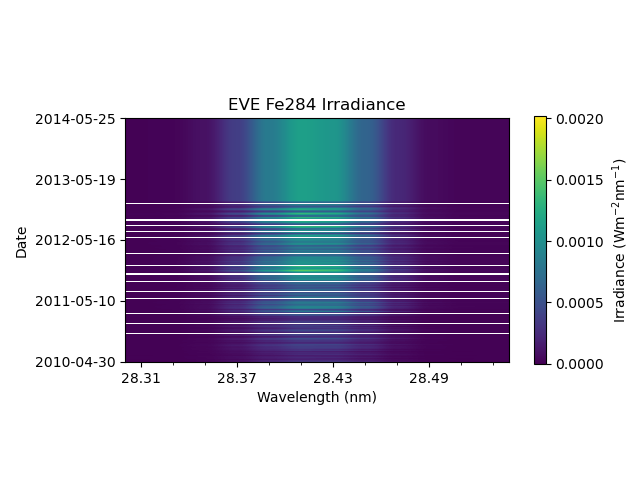 EVE Fe284 Irradiance
2014-05-25
2013-05-19
2012-05-16
2011-05-10
2010-04-30
Date
28.31 28.37 28.43 28.49
Wavelength (nm)
0.0020
0.0015
0.0010
0.0005
0.0000
Irradiance (Wm⁻²nm⁻¹)